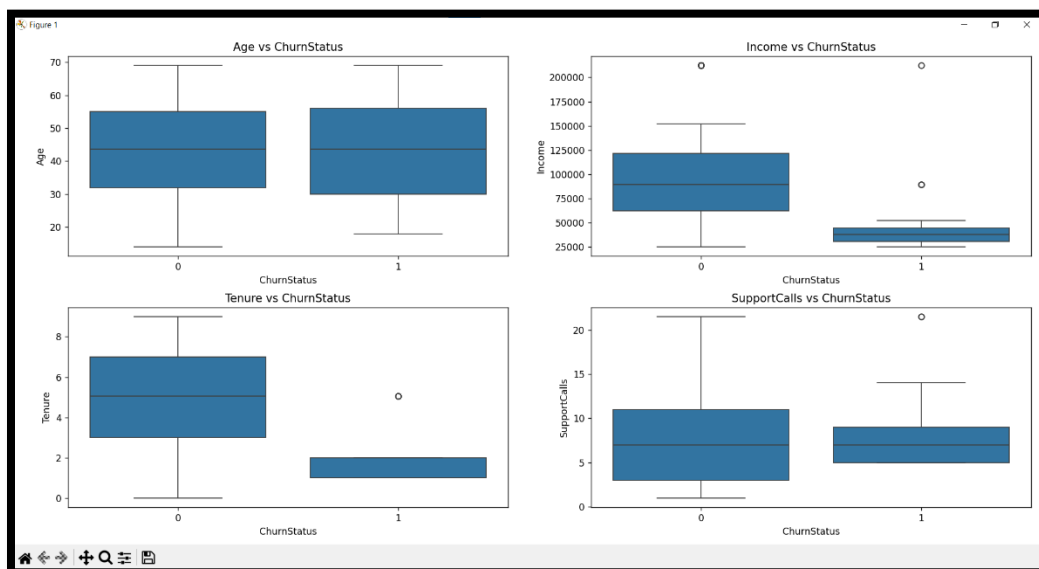 Figure 1
Age vs ChurnStatus
70
60
50
40
30
20
Age
0
1
ChurnStatus
Income vs ChurnStatus
200000
175000
150000
125000
100000
75000
50000
25000
Income
0
1
ChurnStatus
Tenure vs ChurnStatus
8
6
4
2
0
Tenure
0
1
ChurnStatus
SupportCalls vs ChurnStatus
20
15
10
5
0
SupportCalls
0
1
ChurnStatus